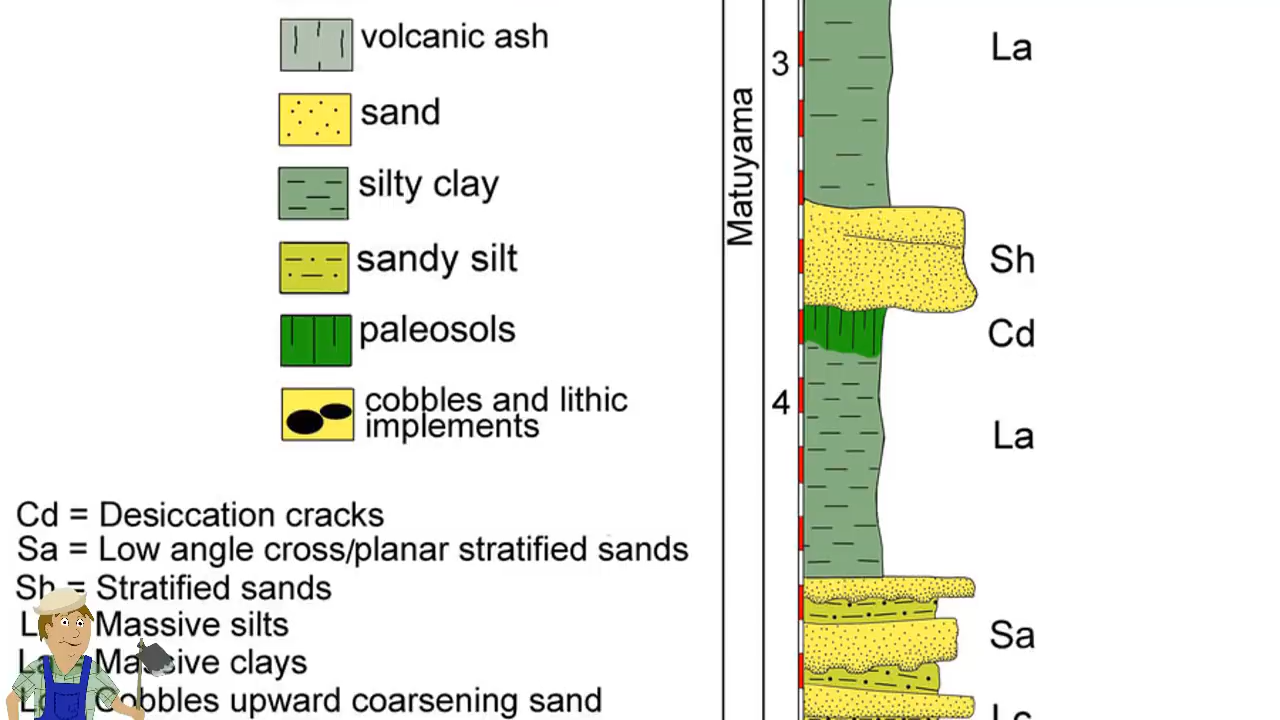 volcanic ash
sand
silty clay
sandy silt
paleosols
cobbles and lithic
implements
Cd = Desiccation cracks
Sa = Low angle cross/planar stratified sands
Sh = Stratified sands
Massive silts
La = Massive clays
Cobbles upward coarsening sand
Matuyama
3
4
La
Sh
Cd
La
Sa
Lc